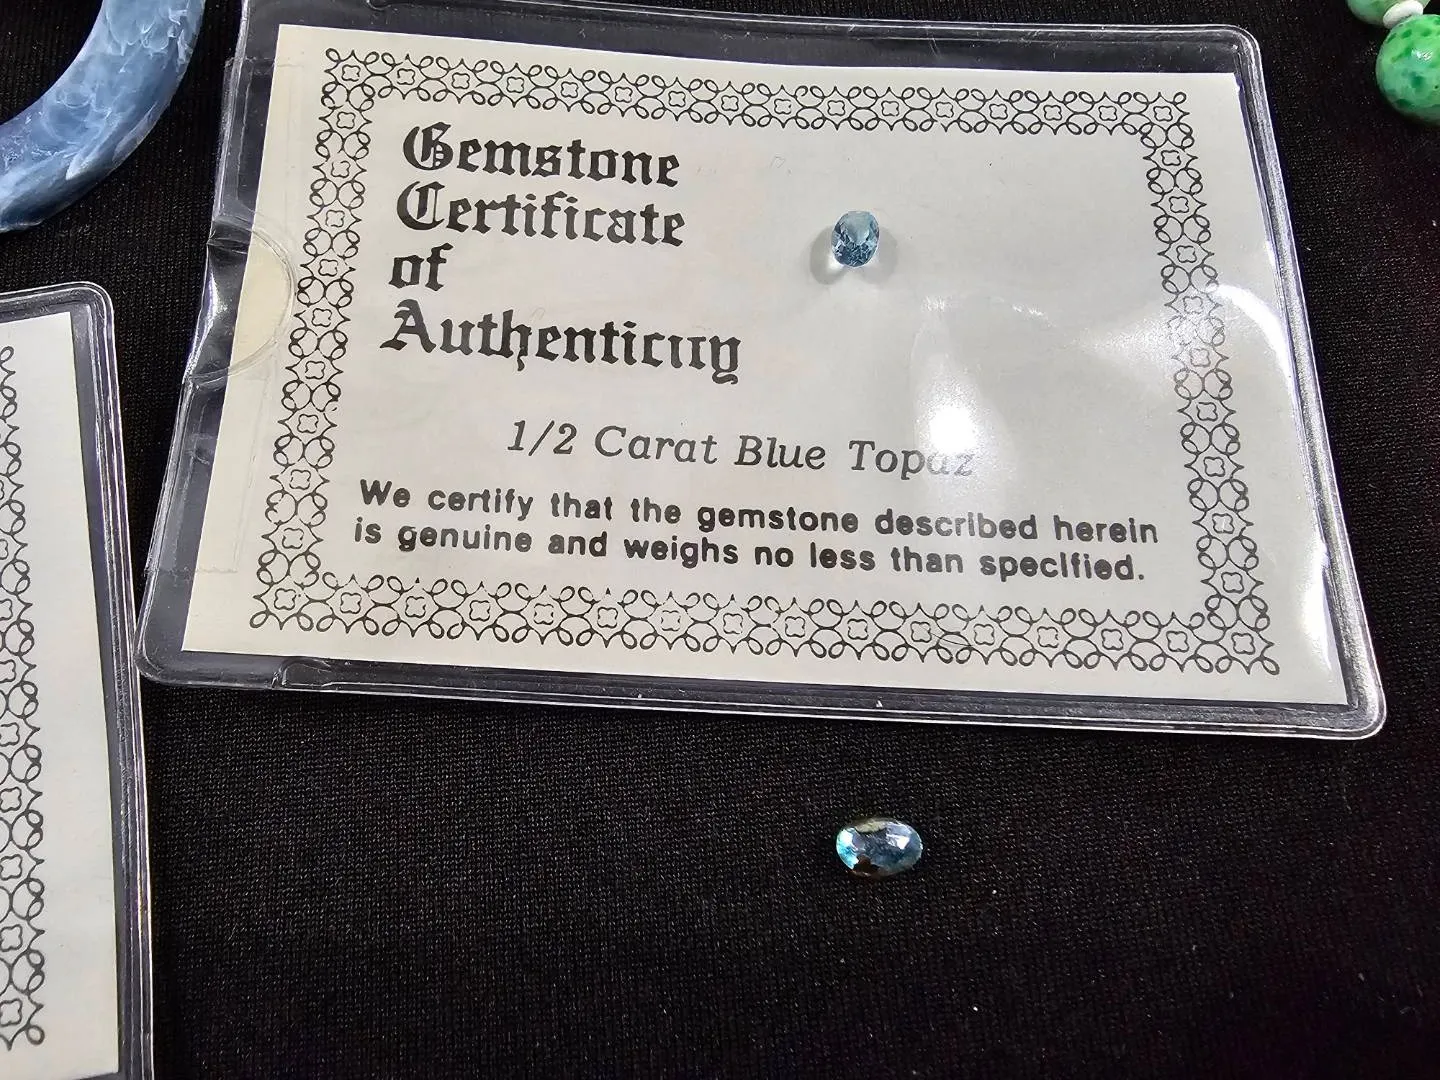 Gemstone
Certificate
of
Authenticity
1/2 Carat Blue Topaz
We certify that the gemstone described herein
is genuine and weighs no less than specified.